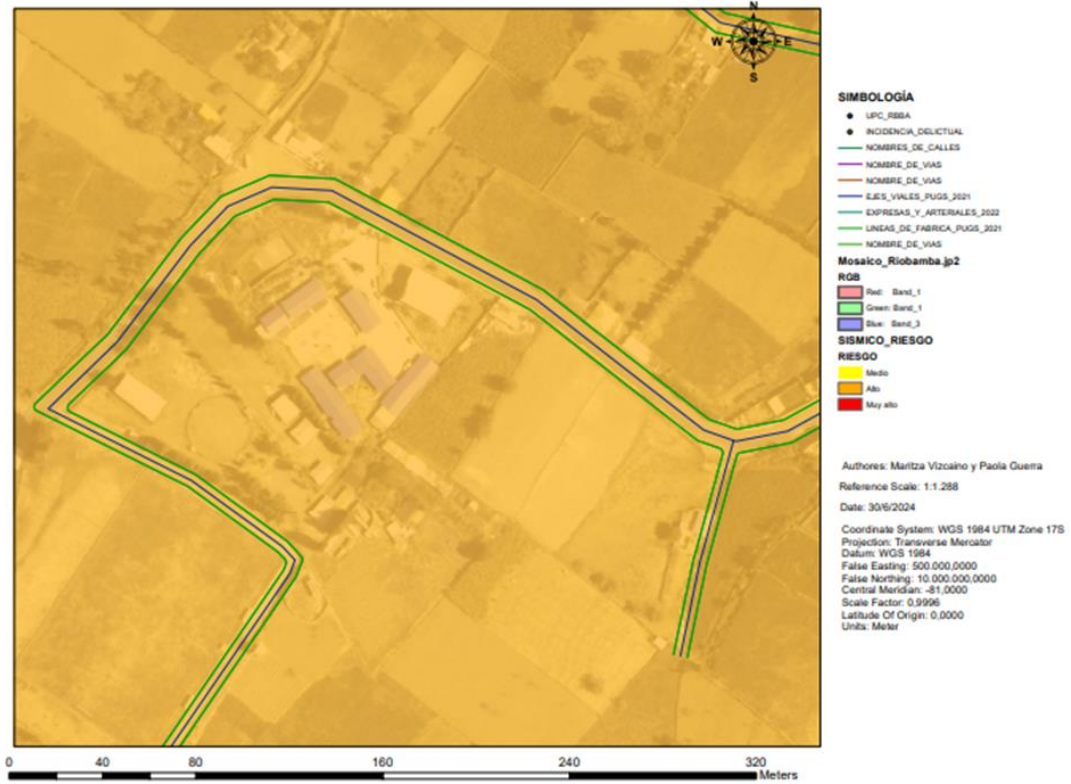 N
W E
S
SIMBOLOGÍA
UPC_RBBA
INCIDENCIA_DELICTUAL
NOMBRES_DE_CALLES
NOMBRE_DE_VIAS
NOMBRE_DE_VIAS
EJES_VIALES_PUGS_2021
EXPRESAS_Y_ARTERIALES_2022
LINEAS_DE_FABRICA_PUGS_2021
NOMBRE_DE_VIAS
Mosaico_Riobamba.jp2
RGB
Red: Band_1
Green: Band_1
Blue: Band_3
SISMICO_RIESGO
RIESGO
Medio
Alto
Muy alto
Authores: Maritza Vizcaino y Paola Guerra
Reference Scale: 1:1.288
Date: 30/6/2024
Coordinate System: WGS 1984 UTM Zone 17S
Projection: Transverse Mercator
Datum: WGS 1984
False Easting: 500.000,0000
False Northing: 10.000.000,0000
Central Meridian: -81,0000
Scale Factor: 0,9996
Latitude Of Origin: 0,0000
Units: Meter
0 40 80 160 240 320
Meters